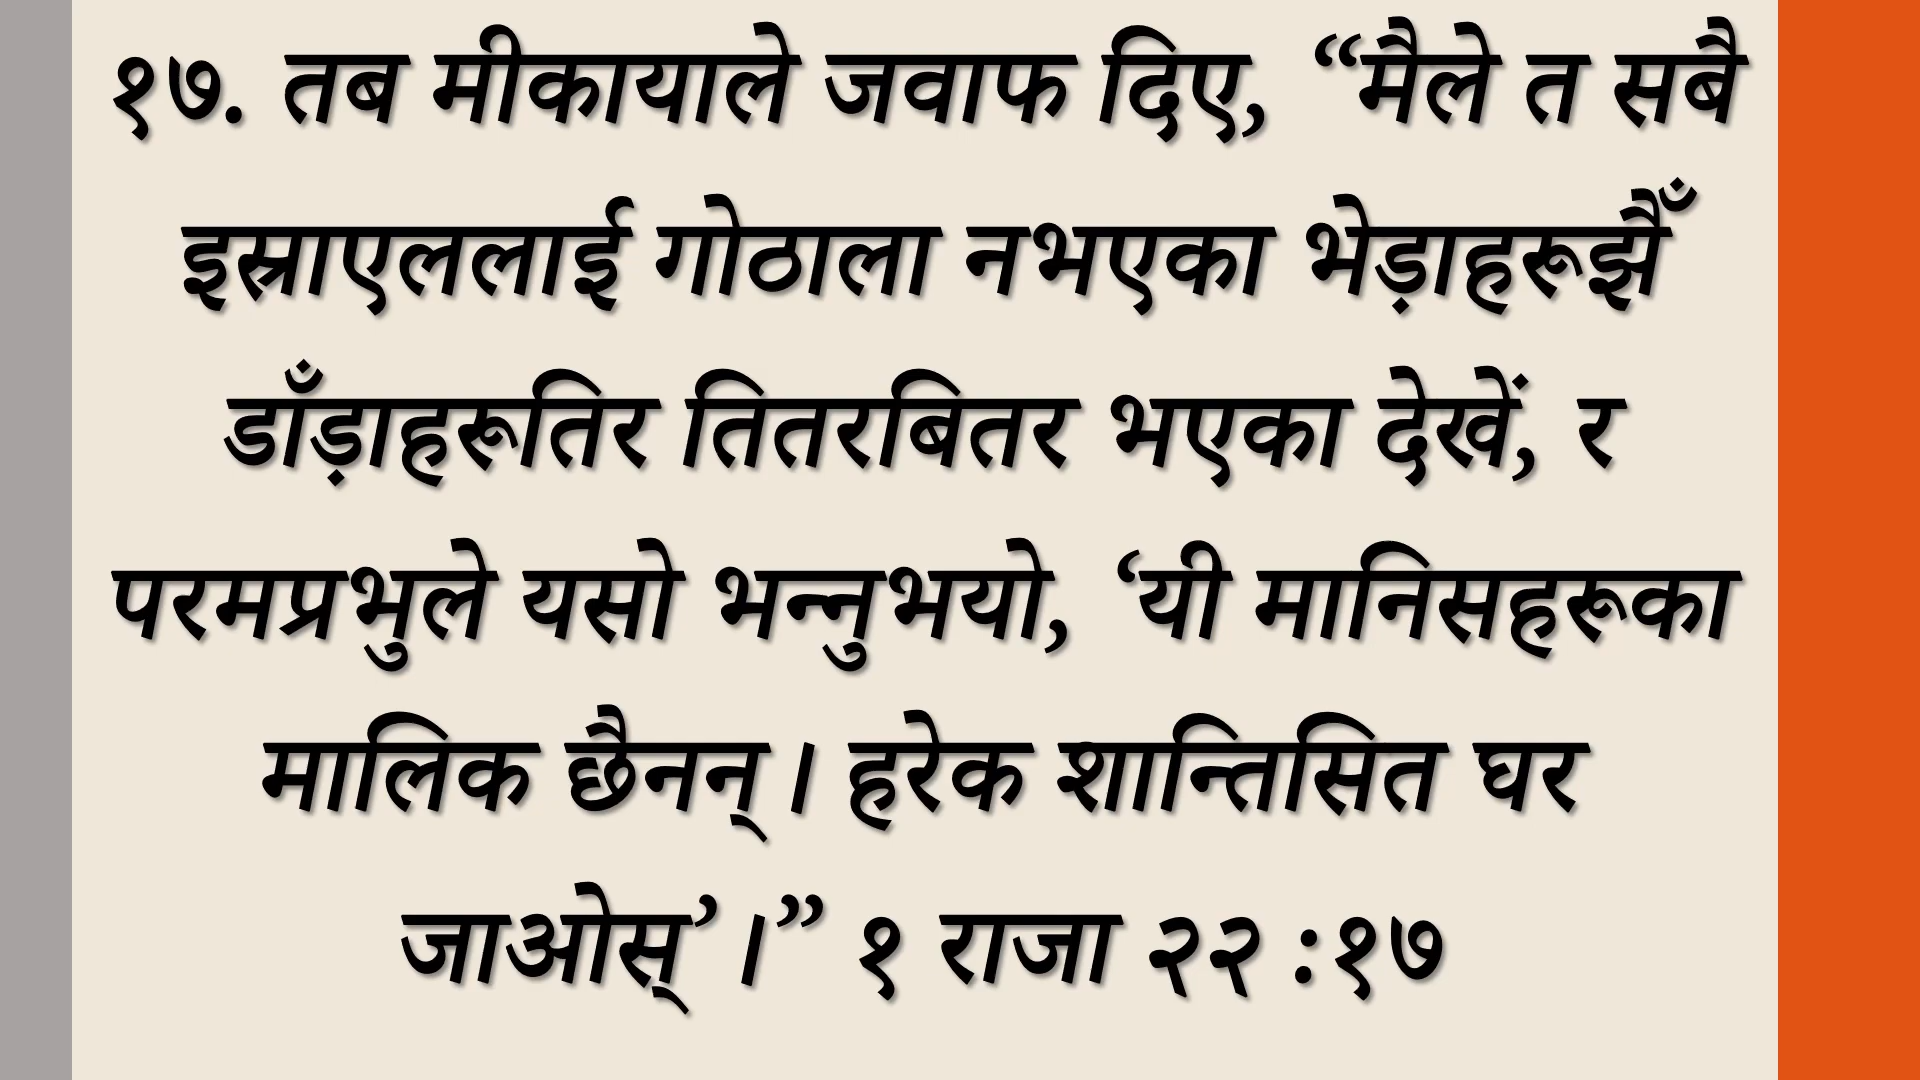 १७. तब मीकायाले जवाफ दिए, “मैले त सबै
इस्राएललाई गोठाला नभएका भेड़ाहरूझैँ
डाँड़ाहरूतिर तितरबितर भएका देखें, र
परमप्रभुले यसो भन्नुभयो, ‘यी मानिसहरूका
मालिक छैनन् । हरेक शान्तिसित घर
जाओस्’ ।” १ राजा २२ :१७